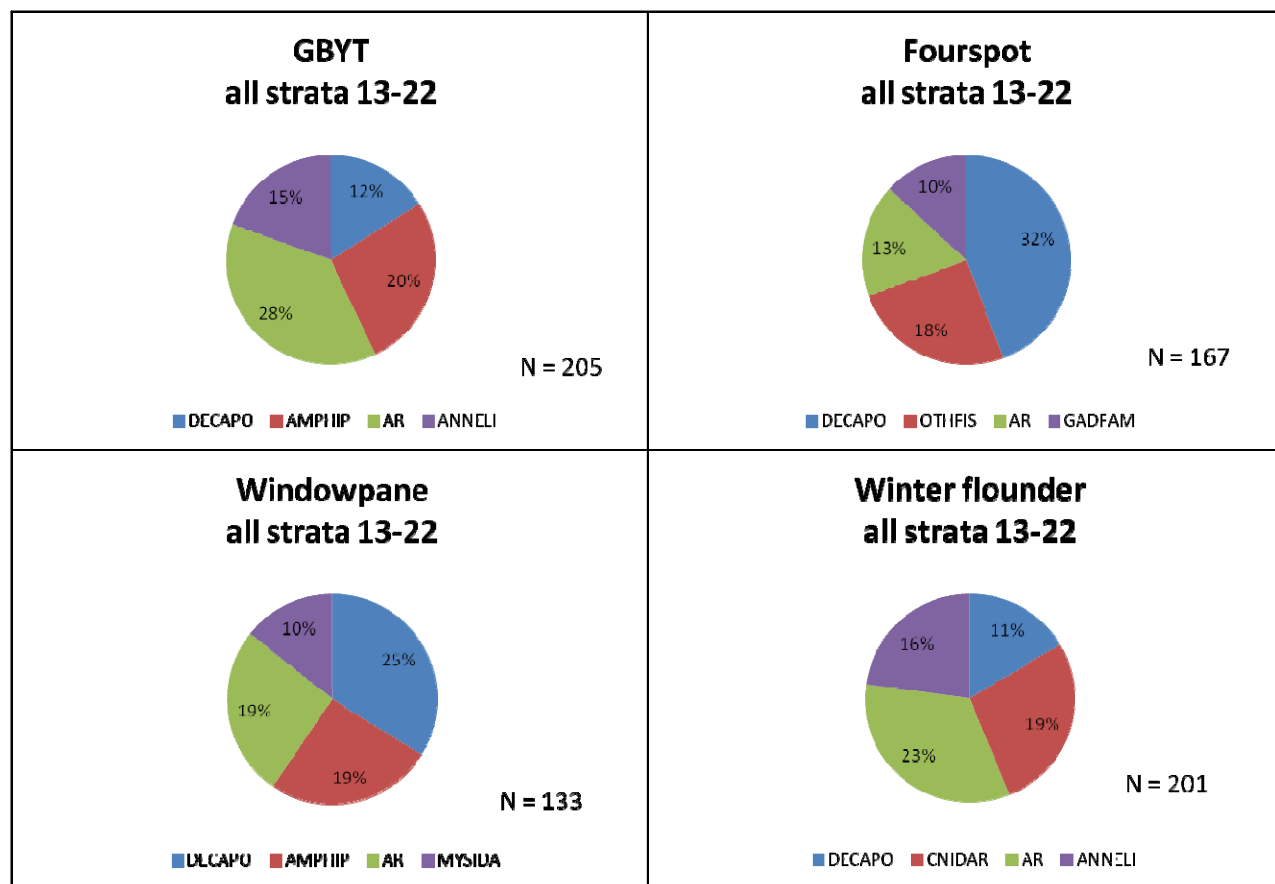 GBYT
all strata 13-22
15%
12%
28%
20%
N = 205
DECAPO AMPHIP AR ANNELI
Fourspot
all strata 13-22
10%
32%
13%
18%
N = 167
DECAPO OTHFIS AR GADFAM
Windowpane
all strata 13-22
10%
25%
19%
19%
N = 133
DECAPO AMPHIP AR MYSIDA
Winter flounder
all strata 13-22
11%
16%
19%
23%
N = 201
DECAPO CNIDAR AR ANNELI